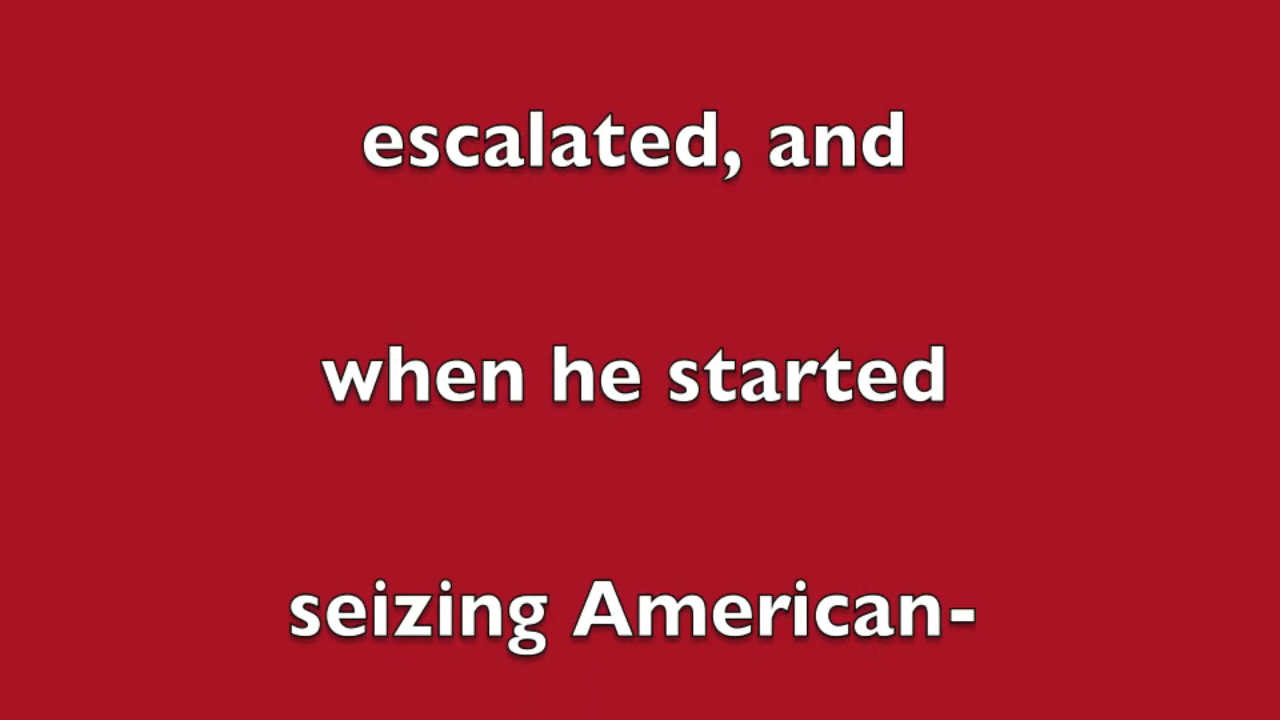 escalated, and
when he started
seizing American-